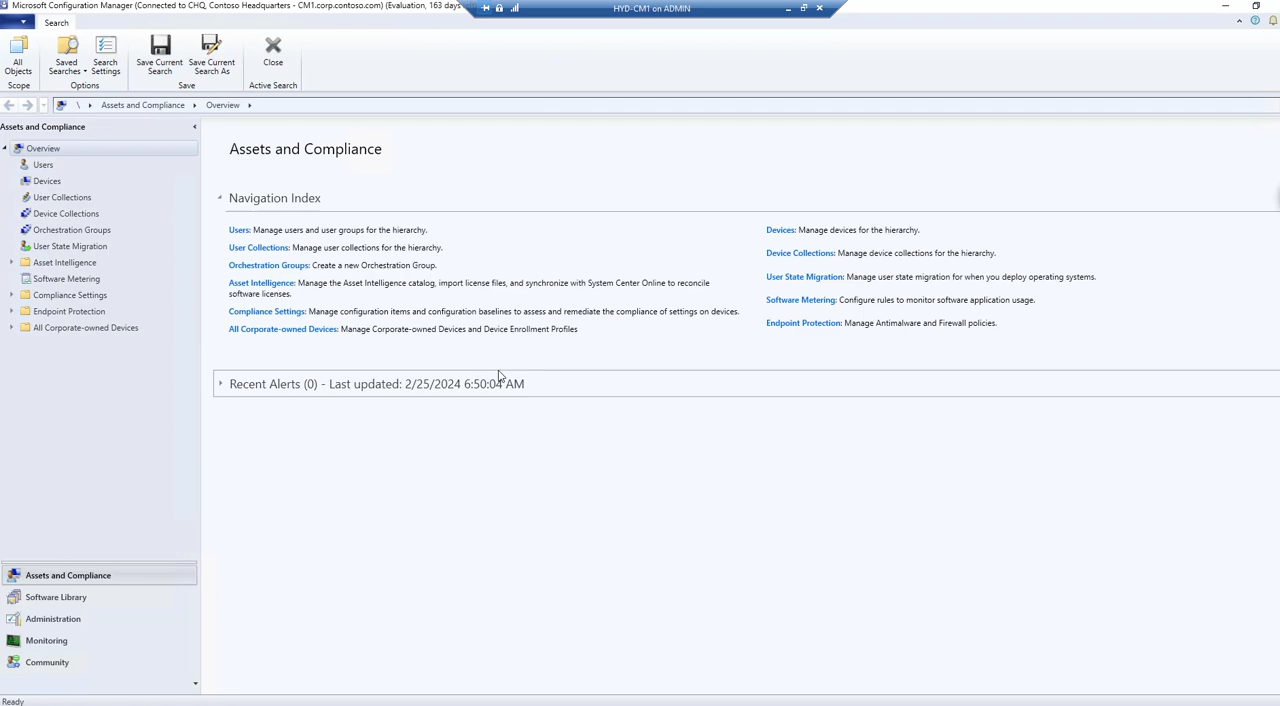 Microsoft Configuration Manager (Connected to CHQ, Contoso Headquarters - CM1.corp.contoso.com) (Evaluation, 163 days
HYD-CM1 on ADMIN
Search
All Objects
Saved Searches
Search Settings
Save Current Search
Save Current Search As
Close
Scope
Options
Save
Active Search
\ Assets and Compliance Overview
Assets and Compliance
Overview
Users
Devices
User Collections
Device Collections
Orchestration Groups
User State Migration
Asset Intelligence
Software Metering
Compliance Settings
Endpoint Protection
All Corporate-owned Devices
Assets and Compliance
Software Library
Administration
Monitoring
Community
Assets and Compliance
Navigation Index
Users: Manage users and user groups for the hierarchy.
User Collections: Manage user collections for the hierarchy.
Orchestration Groups: Create a new Orchestration Group.
Asset Intelligence: Manage the Asset Intelligence catalog, import license files, and synchronize with System Center Online to reconcile
software licenses.
Compliance Settings: Manage configuration items and configuration baselines to assess and remediate the compliance of settings on devices.
All Corporate-owned Devices: Manage Corporate-owned Devices and Device Enrollment Profiles
Devices: Manage devices for the hierarchy.
Device Collections: Manage device collections for the hierarchy.
User State Migration: Manage user state migration for when you deploy operating systems.
Software Metering: Configure rules to monitor software application usage.
Endpoint Protection: Manage Antimalware and Firewall policies.
Recent Alerts (0) - Last updated: 2/25/2024 6:50:04 AM
Ready